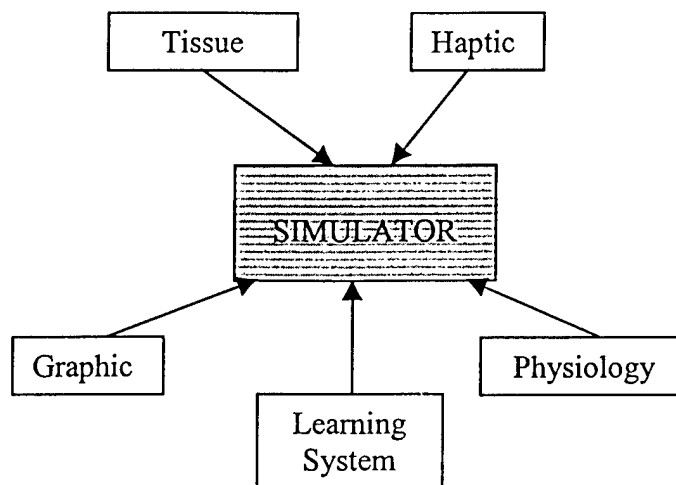 Tissue
Haptic
SIMULATOR
Graphic
Physiology
Learning
System